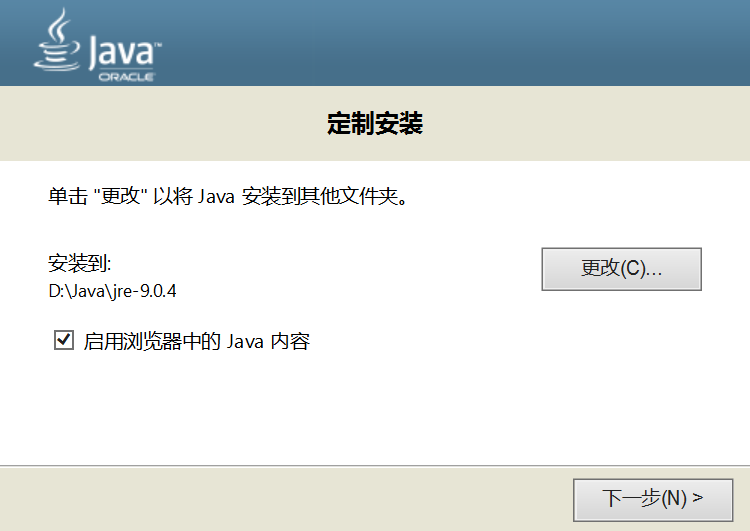 Java™
ORACLE
定制安装
单击 "更改" 以将 Java 安装到其他文件夹。
安装到:
更改(C)...
D:\Java\jre-9.0.4
启用浏览器中的 Java 内容
下一步(N) >